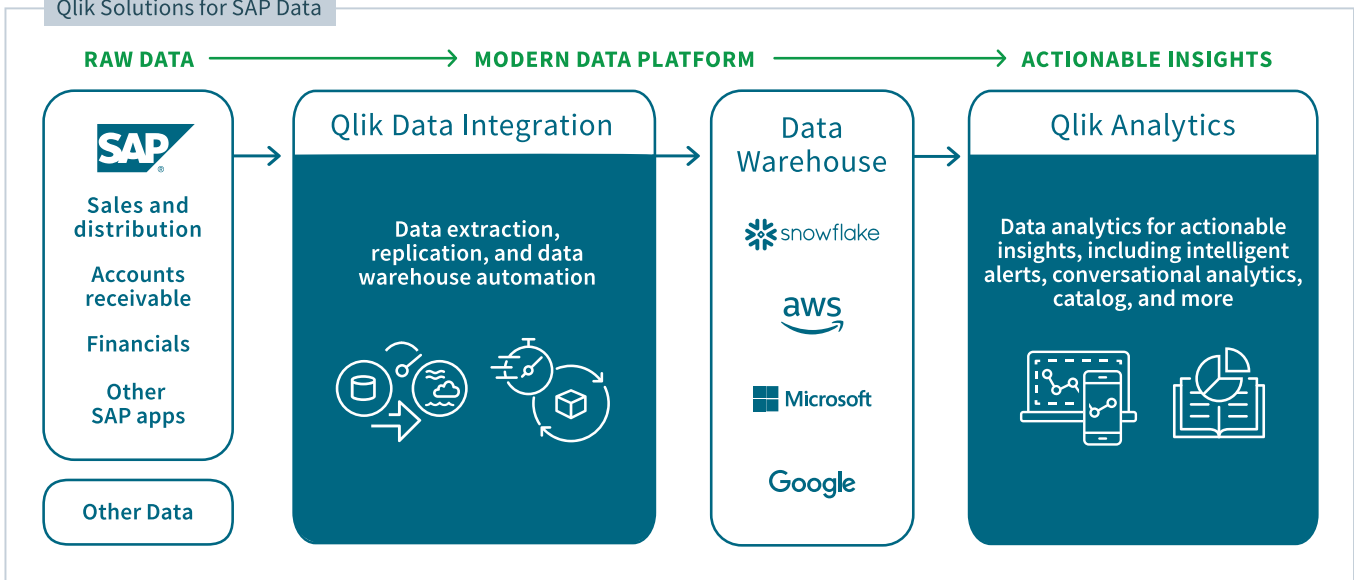 Qlik Solutions for SAP Data
RAW DATA
MODERN DATA PLATFORM
ACTIONABLE INSIGHTS
SAP
®
Sales and
distribution
Accounts
receivable
Financials
Other
SAP apps
Other Data
Qlik Data Integration
Data extraction,
replication, and data
warehouse automation
Data
Warehouse
snowflake
aws
Microsoft
Google
Qlik Analytics
Data analytics for actionable
insights, including intelligent
alerts, conversational analytics,
catalog, and more